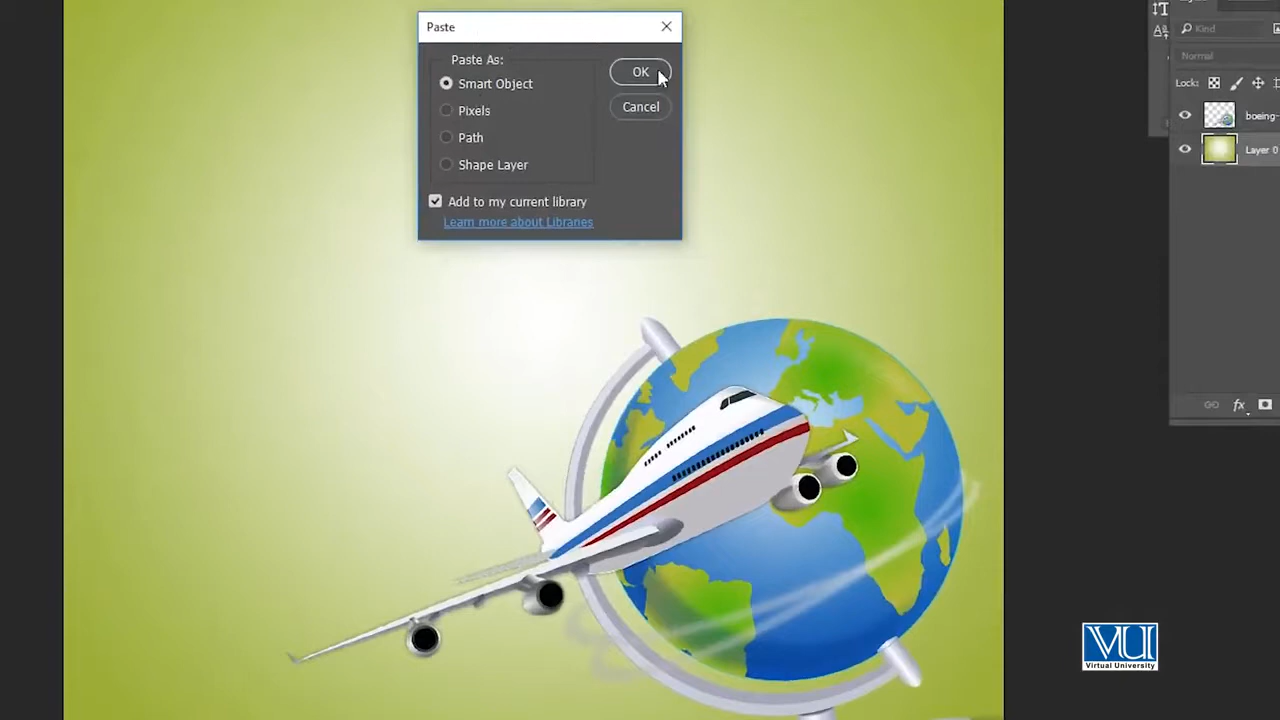 Paste
Paste As:
Smart Object
Pixels
Path
Shape Layer
OK
Cancel
Add to my current library
Learn more about Libraries
Kind
Normal
Lock:
boeing-
Layer 0
fx
VU
Virtual University